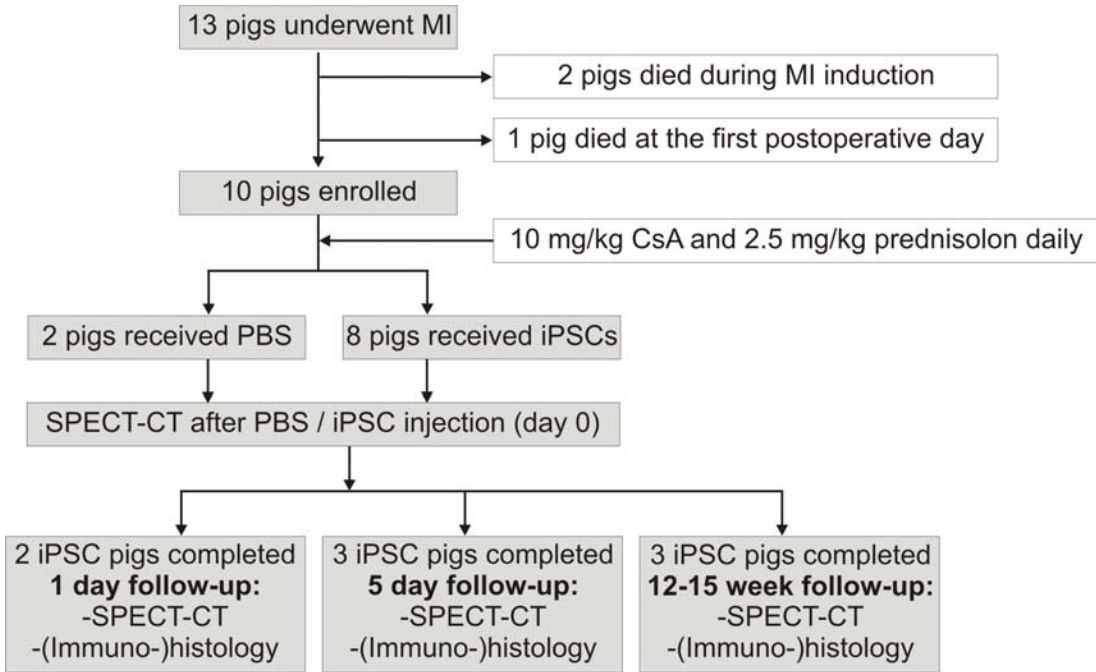 13 pigs underwent MI
2 pigs died during MI induction
1 pig died at the first postoperative day
10 pigs enrolled
10 mg/kg CsA and 2.5 mg/kg prednisolon daily
2 pigs received PBS
8 pigs received iPSCs
SPECT-CT after PBS / iPSC injection (day 0)
2 iPSC pigs completed
1 day follow-up:
-SPECT-CT
-(Immuno-)histology
3 iPSC pigs completed
5 day follow-up:
-SPECT-CT
-(Immuno-)histology
3 iPSC pigs completed
12-15 week follow-up:
-SPECT-CT
-(Immuno-)histology